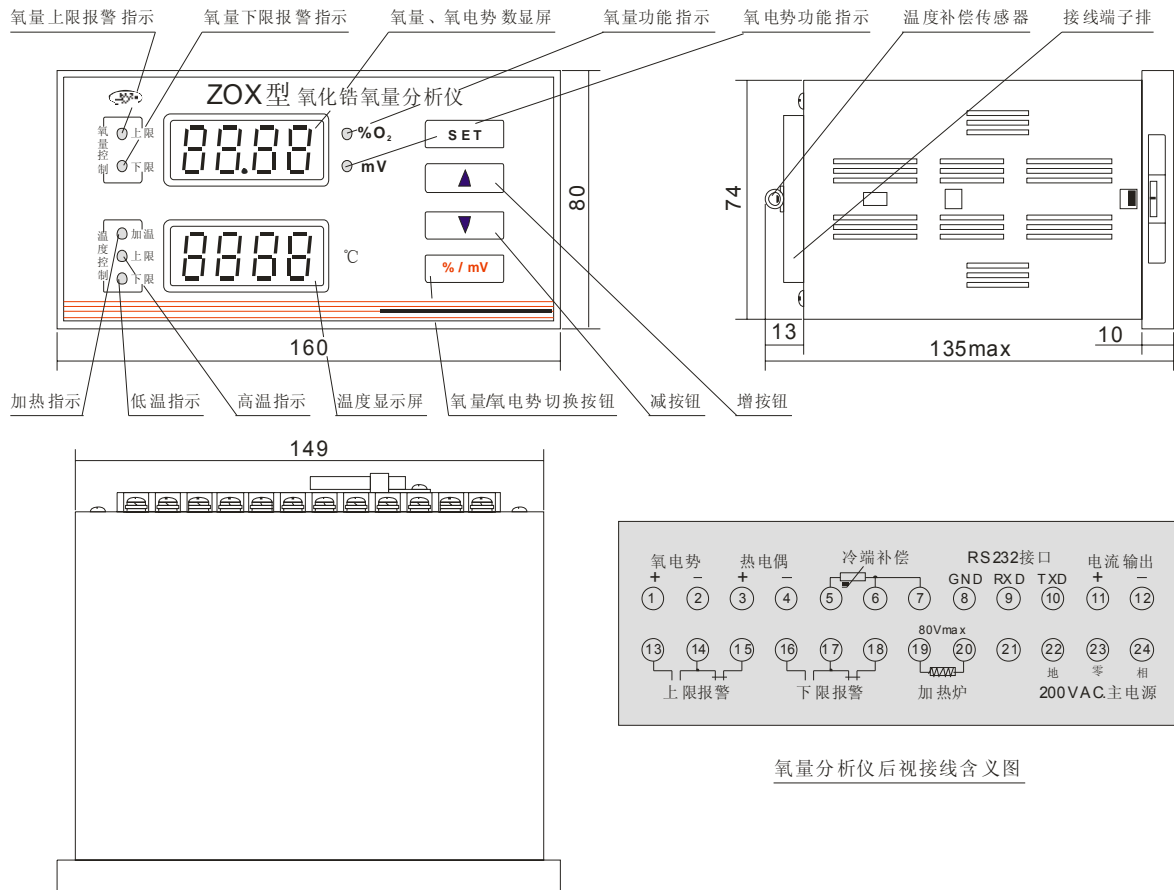 氧量上限报警指示 氧量下限报警指示 氧量、氧电势数显屏 氧量功能指示 氧电势功能指示 温度补偿传感器 接线端子排
ZOX型 氧化锆氧量分析仪
氧量控制
上限
下限
88.88
%O₂
mV
SET
▲
▼
% / mV
温度控制
加温
上限
下限
8888
℃
80
160
74
13
135max
10
加热指示 低温指示 高温指示 温度显示屏 氧量/氧电势切换按钮 减按钮 增按钮
149
氧电势 热电偶 冷端补偿 RS232接口 电流输出
+ − + − GND RXD TXD + −
1 2 3 4 5 6 7 8 9 10 11 12
80Vmax
13 14 15 16 17 18 19 20 21 22 23 24
地 零 相
上限报警 下限报警 加热炉 200VAC.主电源
氧量分析仪后视接线含义图